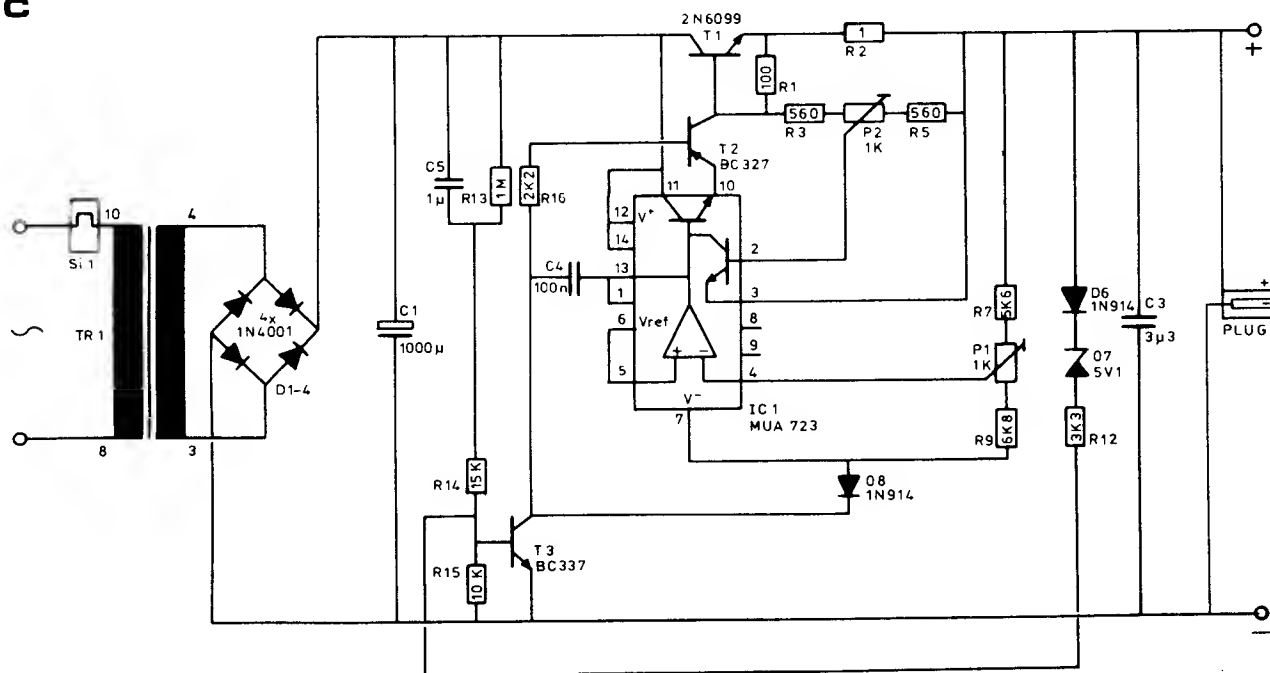 C
2N6099
T1
1
R2
100
R1
560
R3
P2
1K
560
R5
T2
BC327
C5
1µ
R13
1M
2K2
R16
11
10
12
V+
14
13
1
6
Vref
5
2
3
8
9
4
V-
7
IC1
MUA 723
C4
100n
Si1
10
4
TR1
8
3
4x
1N4001
D1-4
C1
1000µ
R7
5K6
P1
1K
R9
6K8
D6
1N914
07
5V1
3K3
R12
C3
3µ3
+
+
-
PLUG
08
1N914
R14
15K
R15
10K
T3
BC337
+
-
-